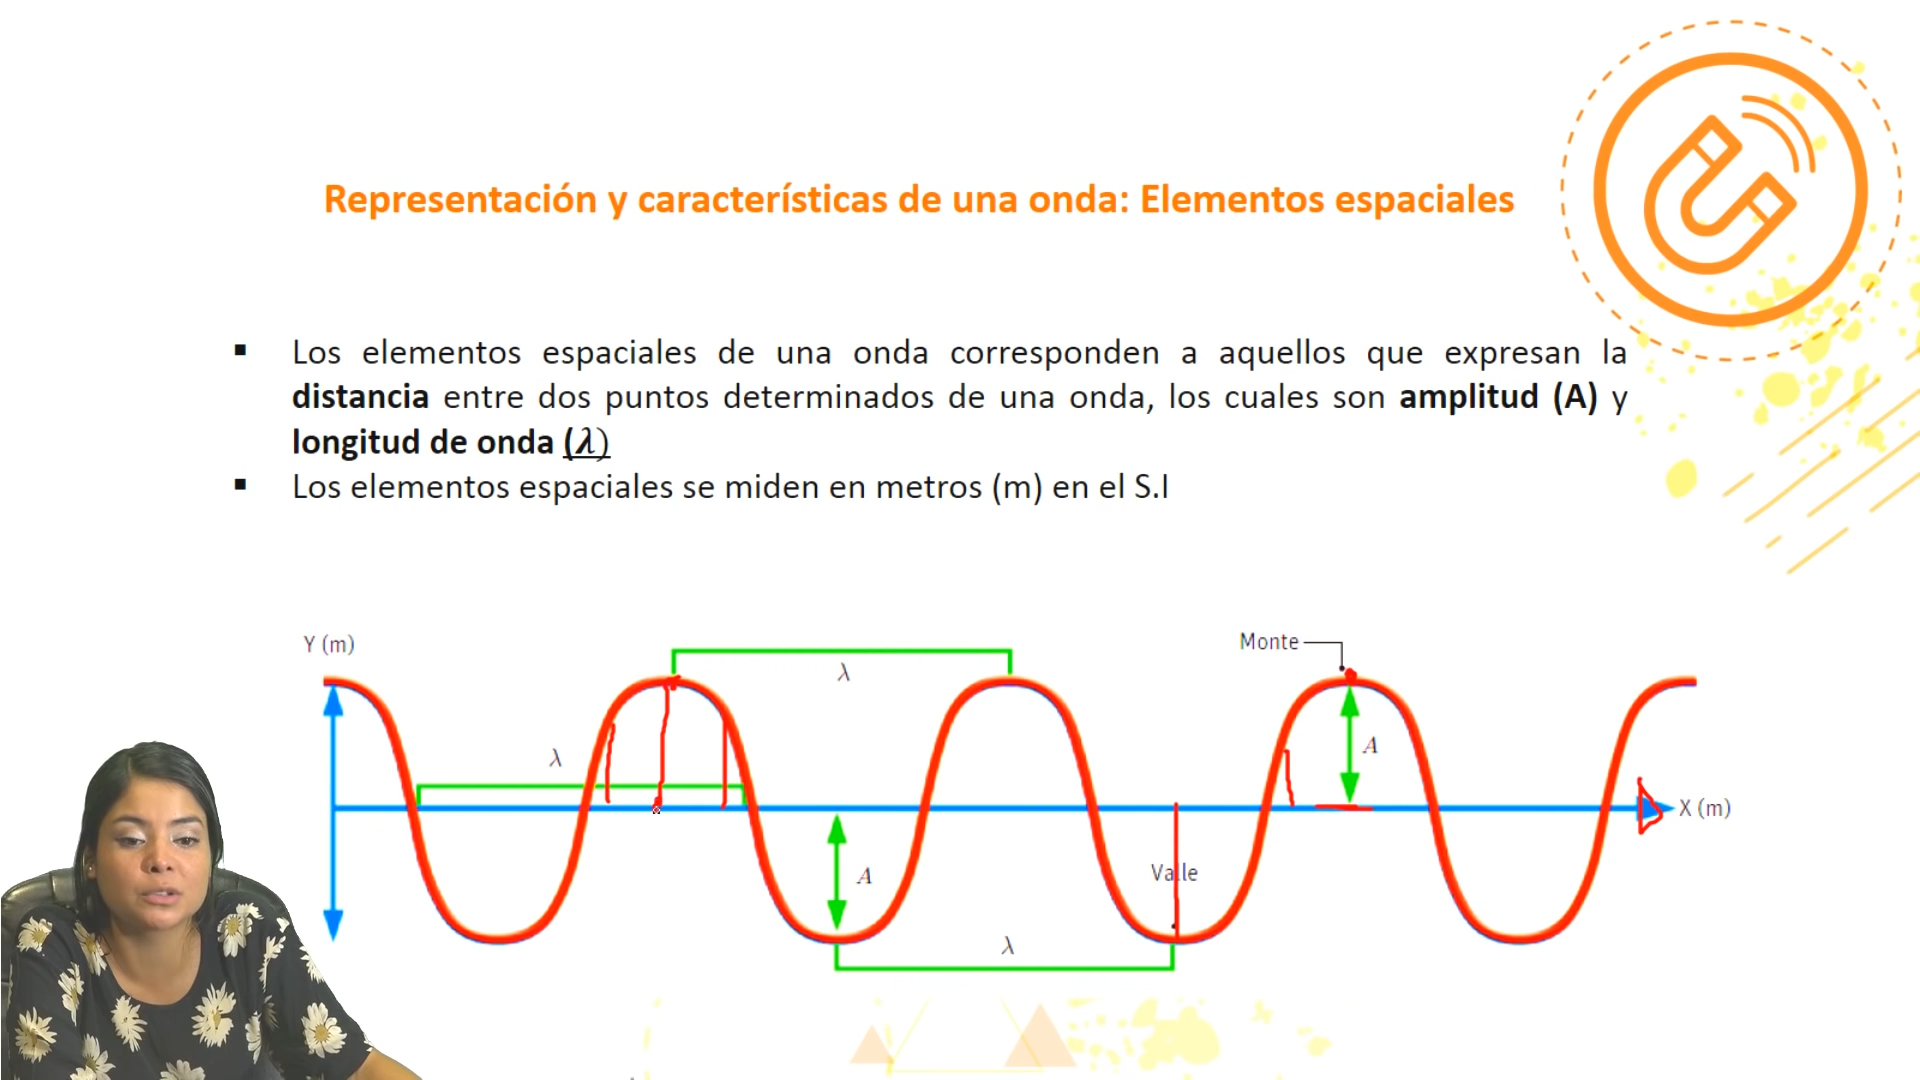 Representación y características de una onda: Elementos espaciales
▪ Los elementos espaciales de una onda corresponden a aquellos que expresan la
distancia entre dos puntos determinados de una onda, los cuales son amplitud (A) y
longitud de onda (λ)
▪ Los elementos espaciales se miden en metros (m) en el S.I
Y (m)
Monte
λ
λ
A
X (m)
A
Valle
λ